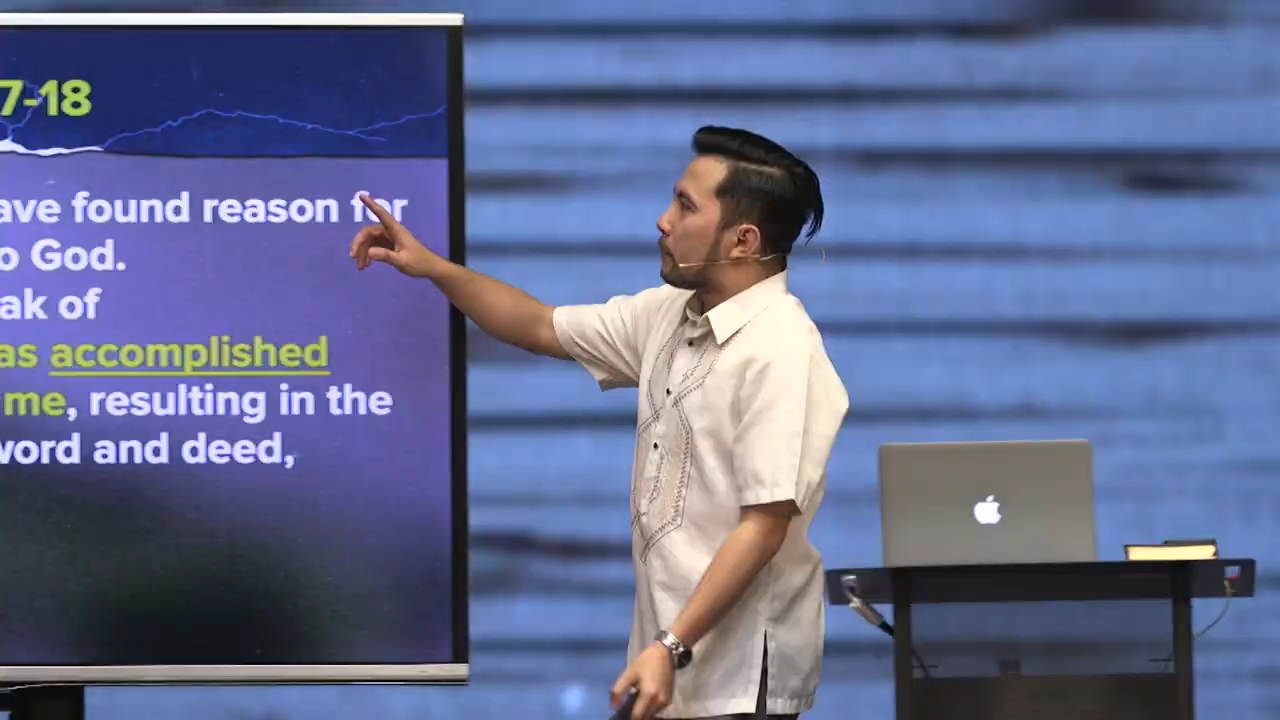 7-18
ave found reason for
o God.
ak of
as accomplished
me, resulting in the
word and deed,